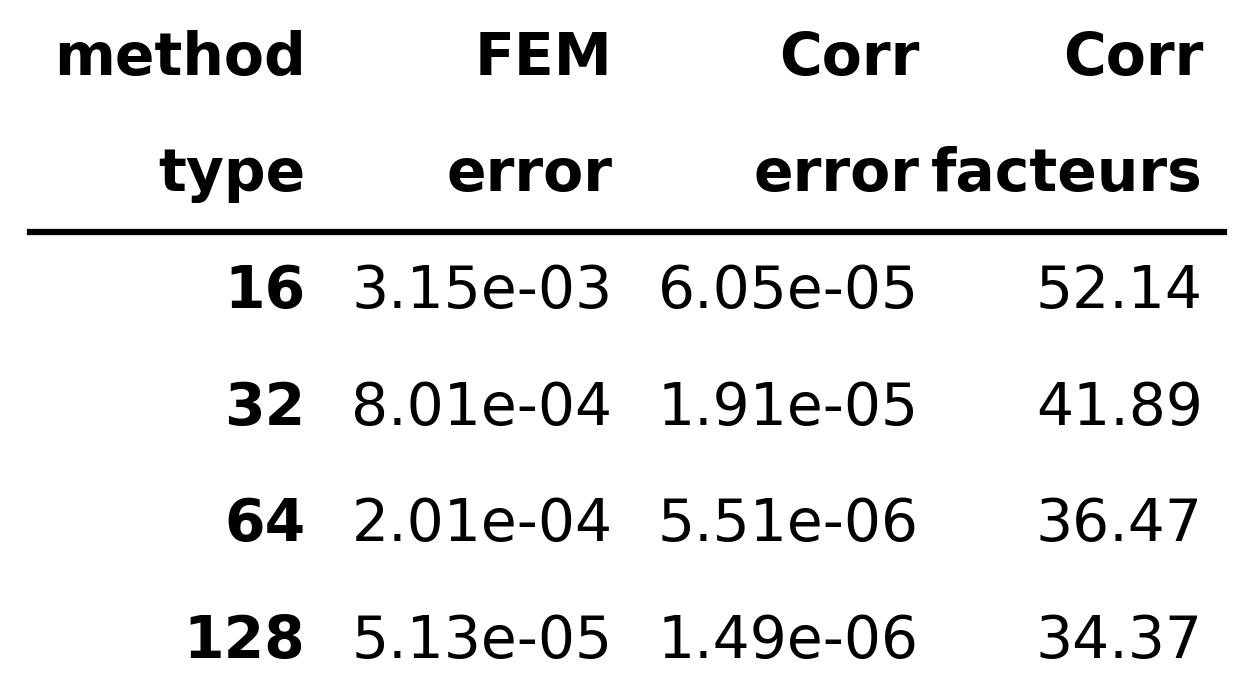 method FEM Corr Corr
type error error facteurs
16 3.15e-03 6.05e-05 52.14
32 8.01e-04 1.91e-05 41.89
64 2.01e-04 5.51e-06 36.47
128 5.13e-05 1.49e-06 34.37